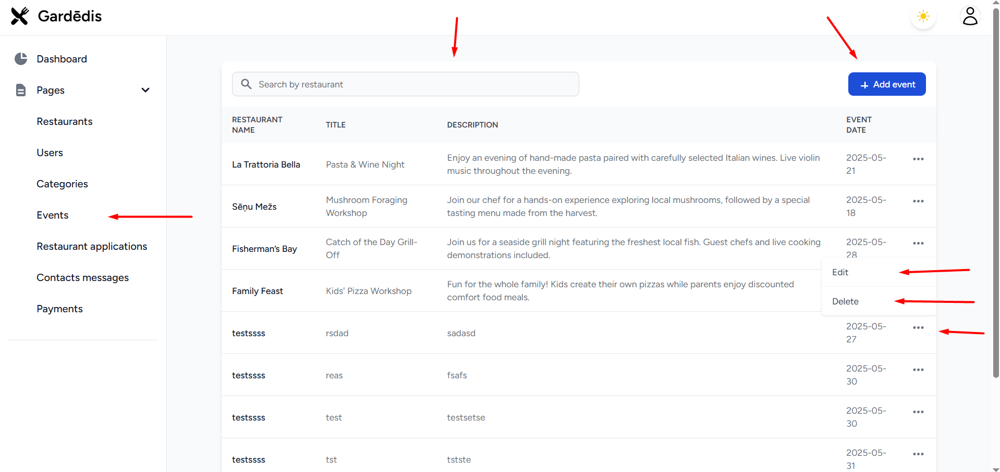 Gardēdis
Dashboard
Pages
Restaurants
Users
Categories
Events
Restaurant applications
Contacts messages
Payments
Search by restaurant
+ Add event
RESTAURANT
NAME
TITLE
DESCRIPTION
EVENT
DATE
La Trattoria Bella
Pasta & Wine Night
Enjoy an evening of hand-made pasta paired with carefully selected Italian wines. Live violin
music throughout the evening.
2025-05-
21
Sēņu Mežs
Mushroom Foraging
Workshop
Join our chef for a hands-on experience exploring local mushrooms, followed by a special
tasting menu made from the harvest.
2025-05-
18
Fisherman’s Bay
Catch of the Day Grill-
Off
Join us for a seaside grill night featuring the freshest local fish. Guest chefs and live cooking
demonstrations included.
2025-05-
28
Edit
Delete
Family Feast
Kids' Pizza Workshop
Fun for the whole family! Kids create their own pizzas while parents enjoy discounted
comfort food meals.
testssss
rsdad
sadasd
2025-05-
27
testssss
reas
fsafs
2025-05-
30
testssss
test
testsetse
2025-05-
30
testssss
tst
tstste
2025-05-
31